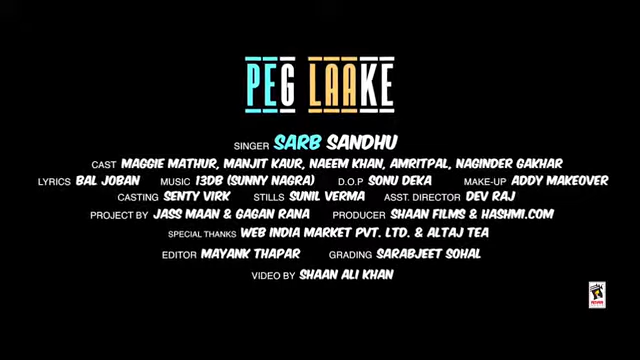 PEG LAAKE
SINGER SARB SANDHU
CAST MAGGIE MATHUR, MANJIT KAUR, NAEEM KHAN, AMRITPAL, NAGINDER GAKHAR
LYRICS BAL JOBAN MUSIC 13DB (SUNNY NAGRA) D.O.P SONU DEKA MAKE-UP ADDY MAKEOVER
CASTING SENTY VIRK STILLS SUNIL VERMA ASST. DIRECTOR DEV RAJ
PROJECT BY JASS MAAN & GAGAN RANA PRODUCER SHAAN FILMS & HASHMI.COM
SPECIAL THANKS WEB INDIA MARKET PVT. LTD. & ALTAJ TEA
EDITOR MAYANK THAPAR GRADING SARABJEET SOHAL
VIDEO BY SHAAN ALI KHAN